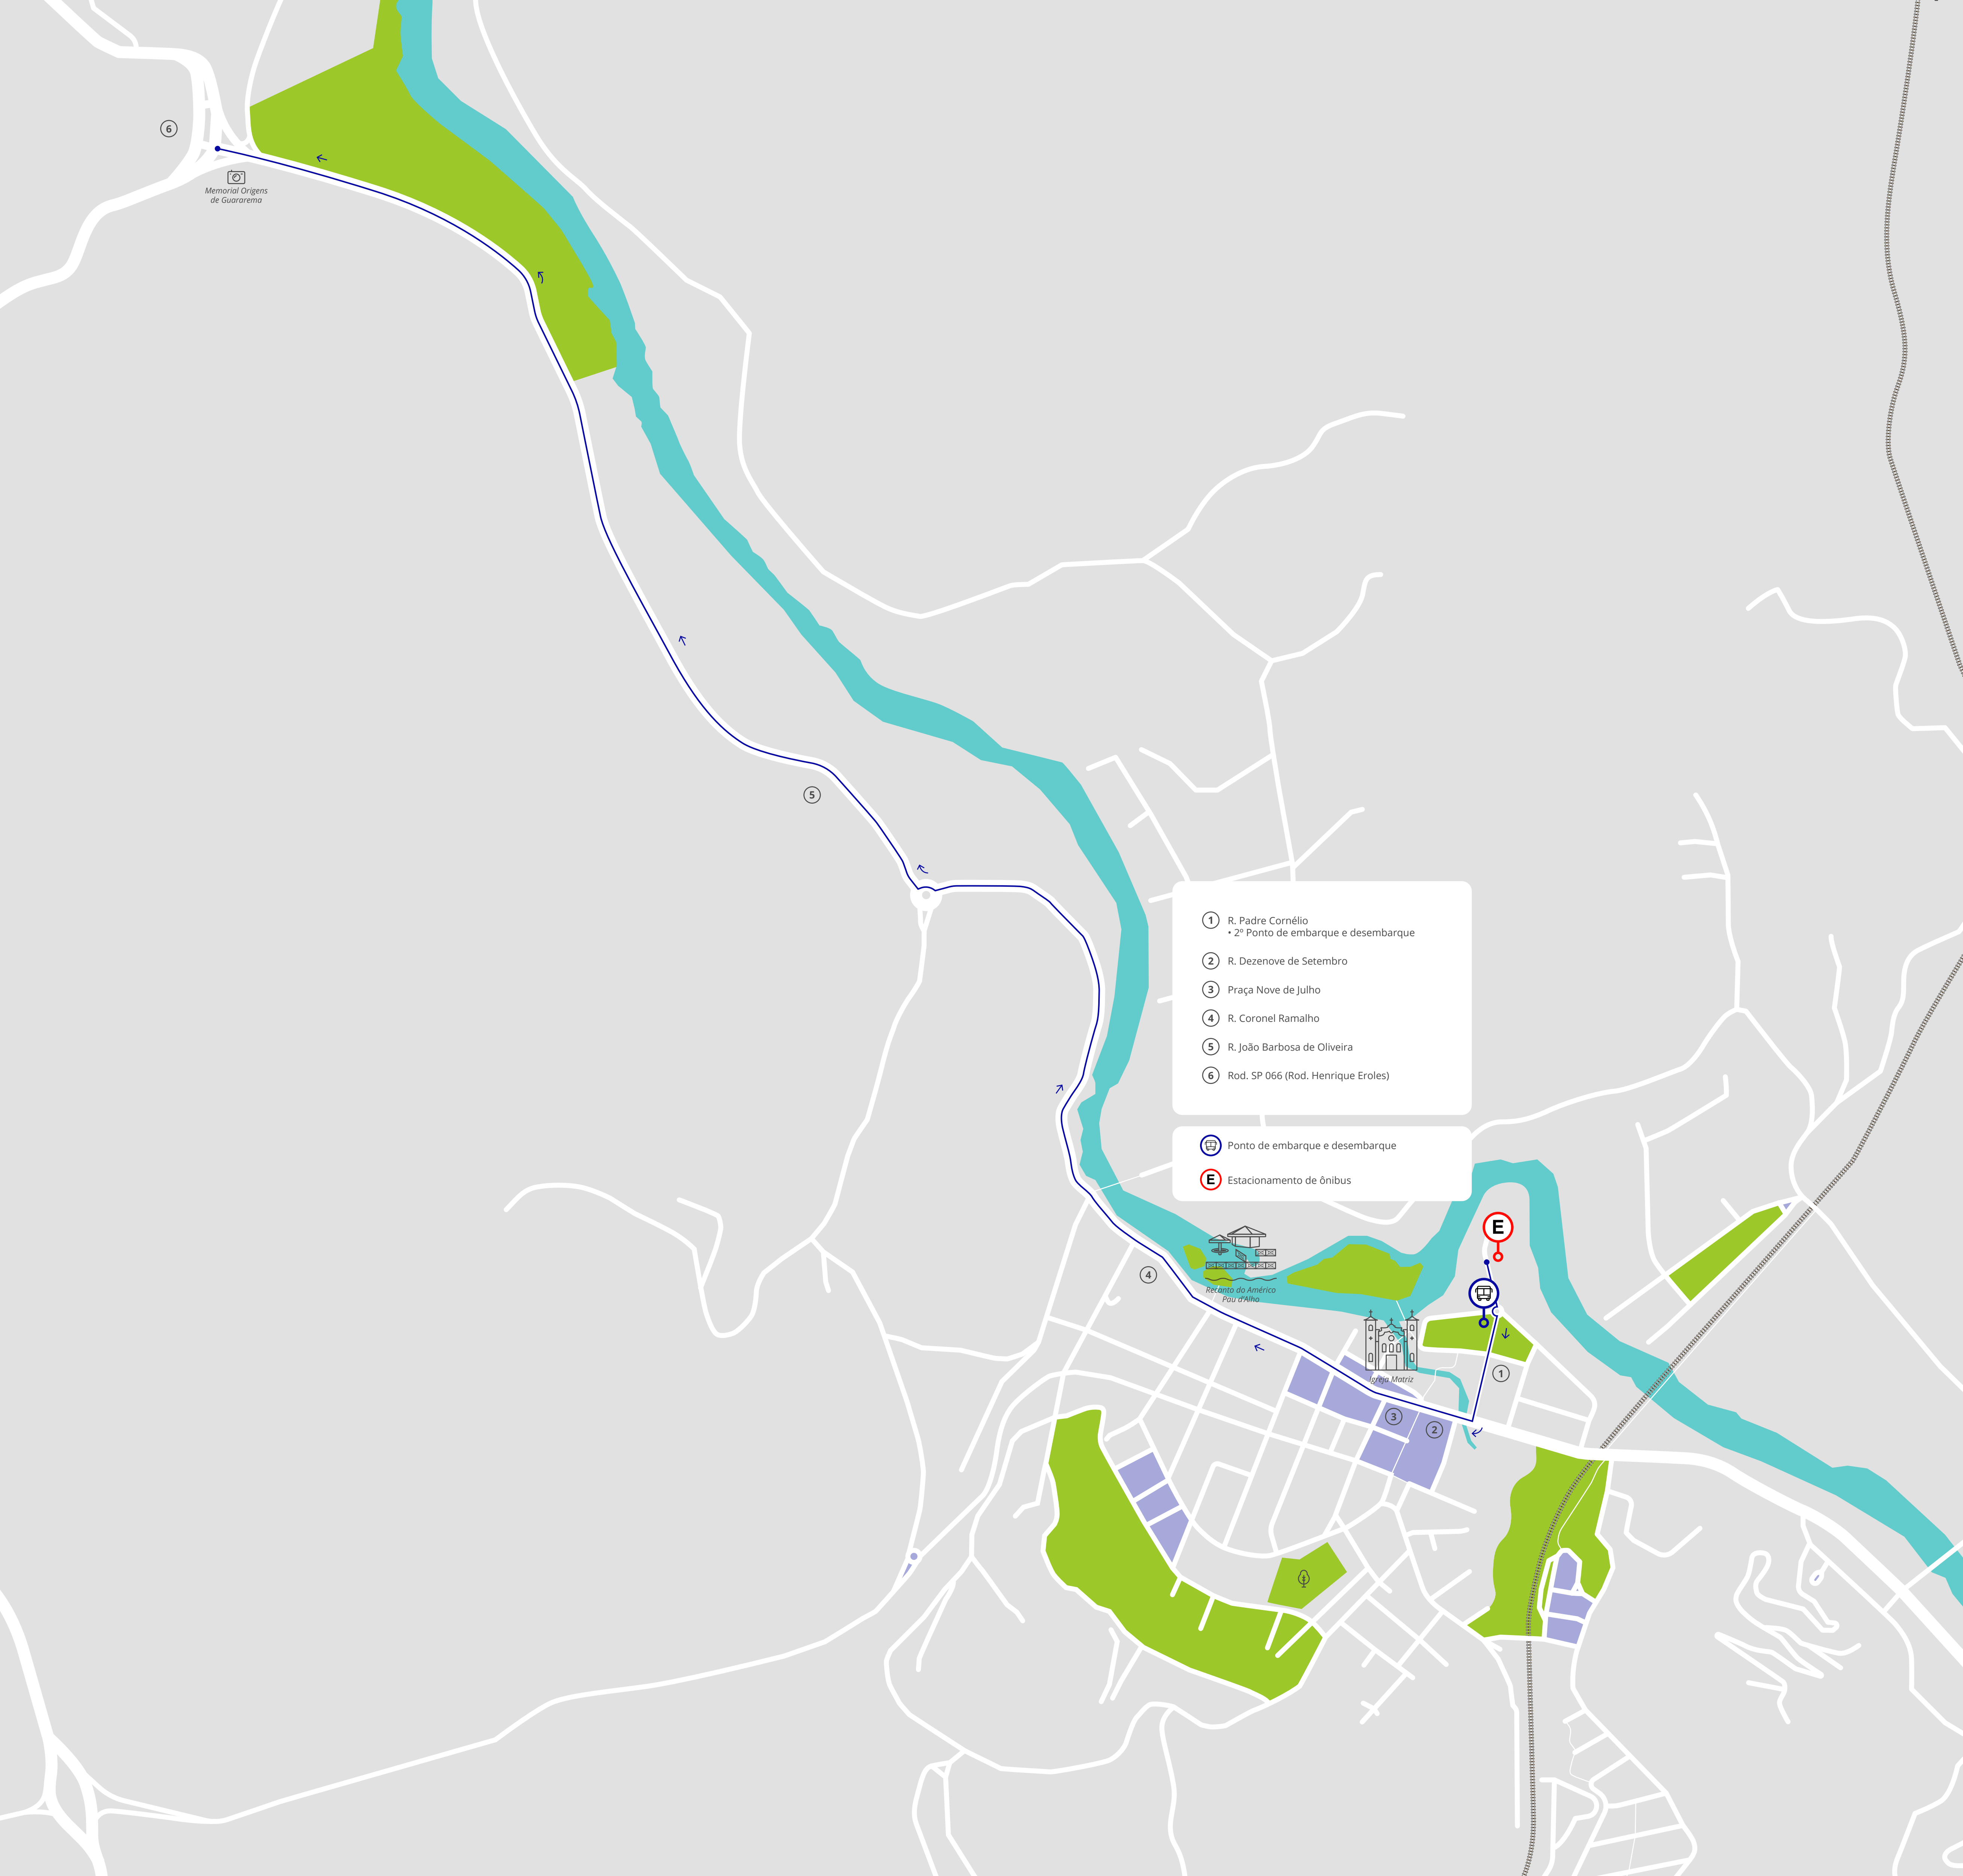 6
Memorial Origens
de Guararema
5
1 R. Padre Cornélio
• 2º Ponto de embarque e desembarque
2 R. Dezenove de Setembro
3 Praça Nove de Julho
4 R. Coronel Ramalho
5 R. João Barbosa de Oliveira
6 Rod. SP 066 (Rod. Henrique Eroles)
Ponto de embarque e desembarque
E Estacionamento de ônibus
E
4
Recanto do Américo
Pau d'Alho
Igreja Matriz
1
3
2